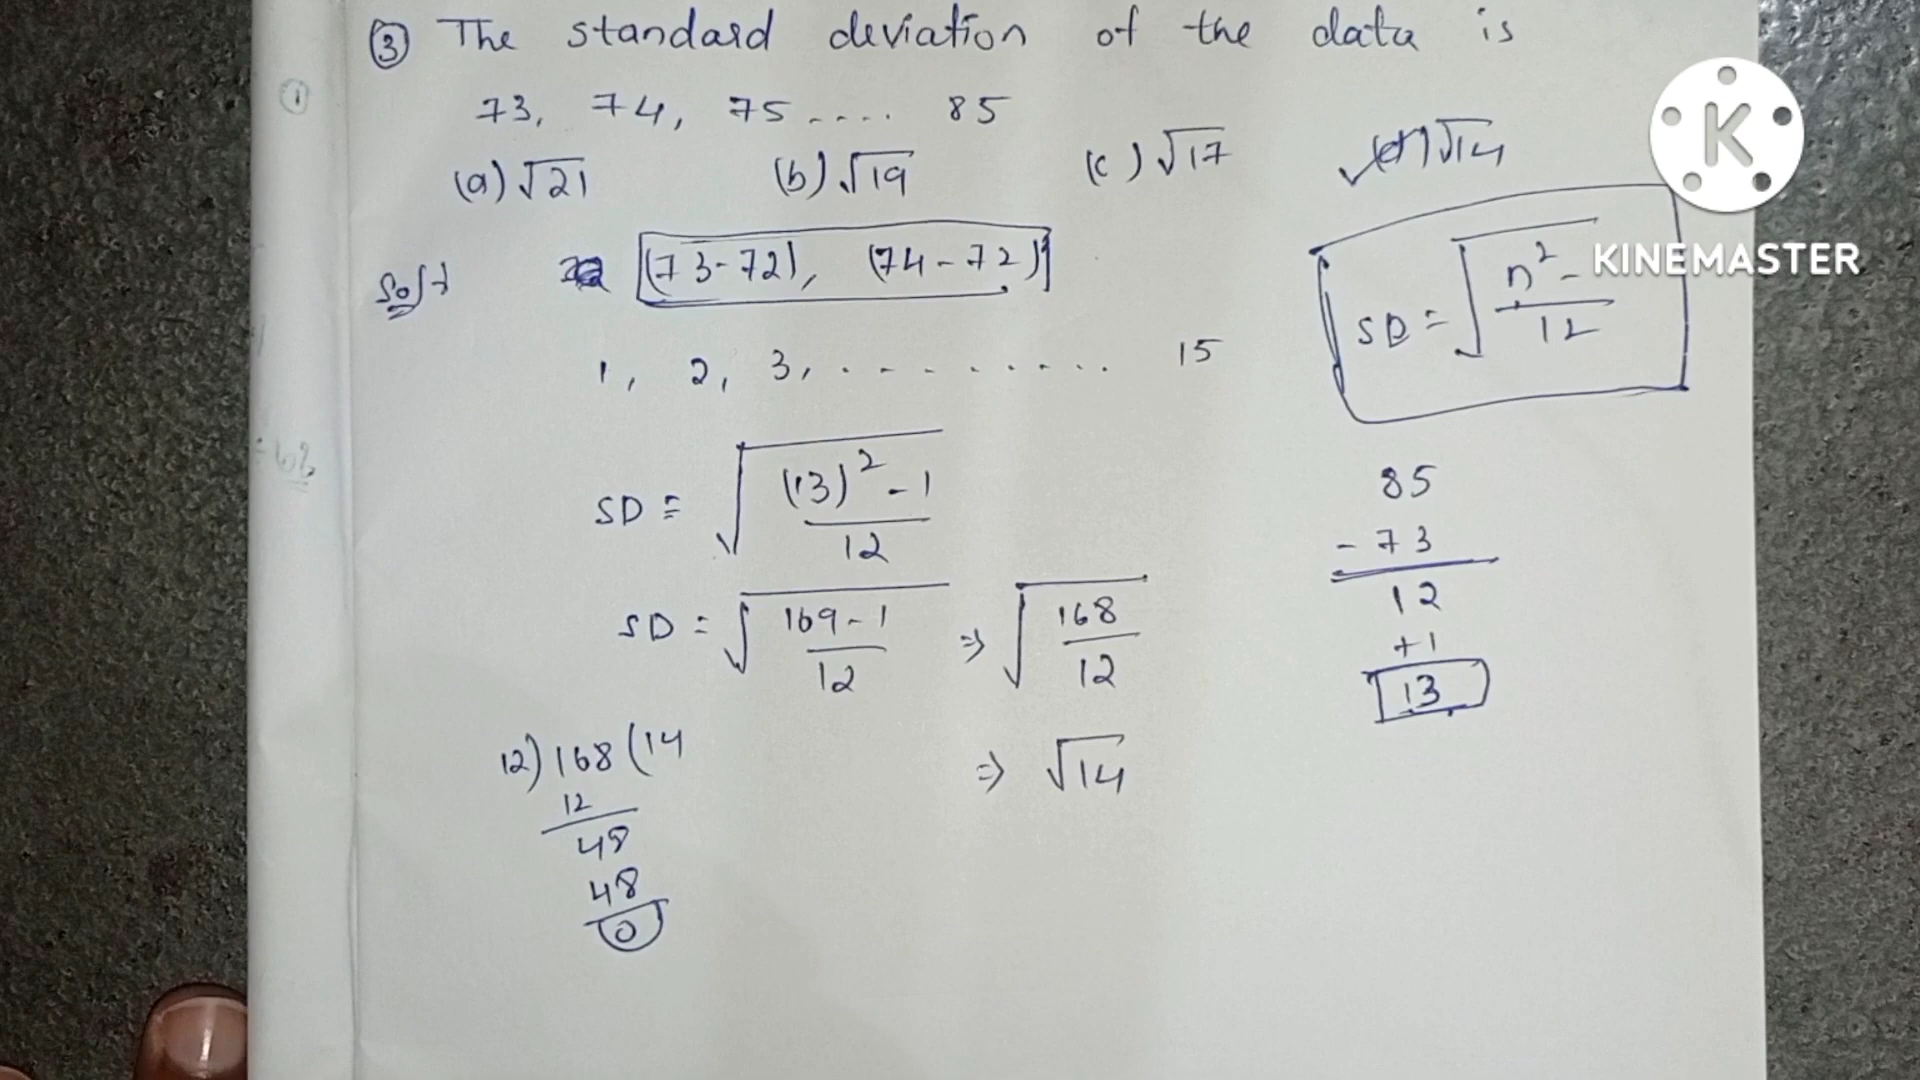 ③ The standard deviation of the data is
73, 74, 75 .... 85
(a) √21 (b) √19 (c) √17 √14
K
KINEMASTER
(73-72), (74-72)
SD = √(n² - / 12)
1, 2, 3, .......... 15
SD = √((13)² - 1 / 12)
SD = √(169 - 1 / 12) ⇒ √(168 / 12)
⇒ √14
12) 168 (14
12
48
48
0
85
- 73
12
+1
13
①